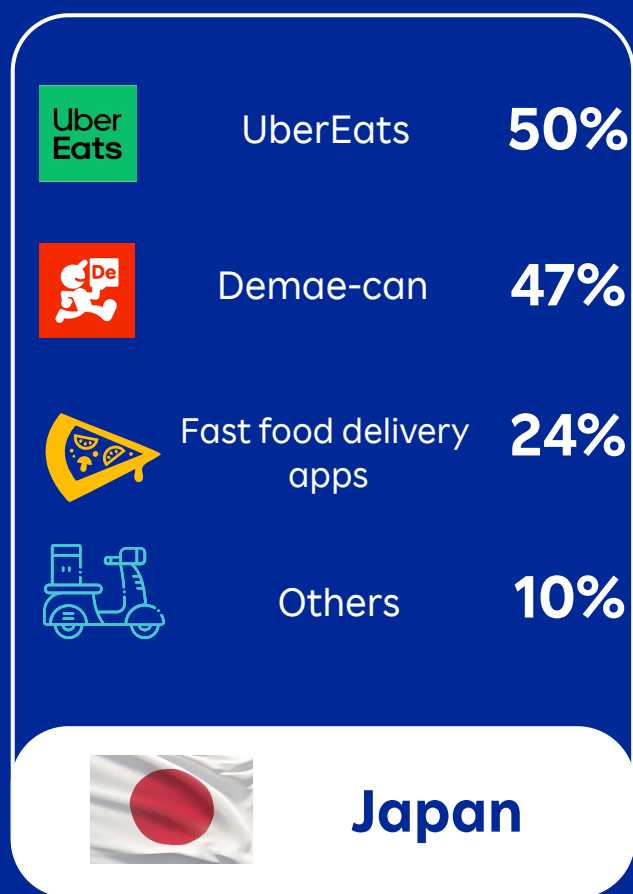 Uber
Eats
UberEats
50%
De
Demae-can
47%
Fast food delivery
apps
24%
Others
10%
Japan